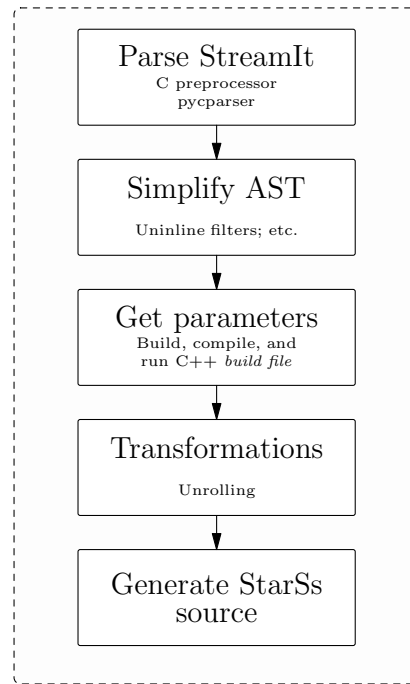 Parse StreamIt
C preprocessor
pycparser
Simplify AST
Uninline filters; etc.
Get parameters
Build, compile, and
run C++ build file
Transformations
Unrolling
Generate StarSs
source